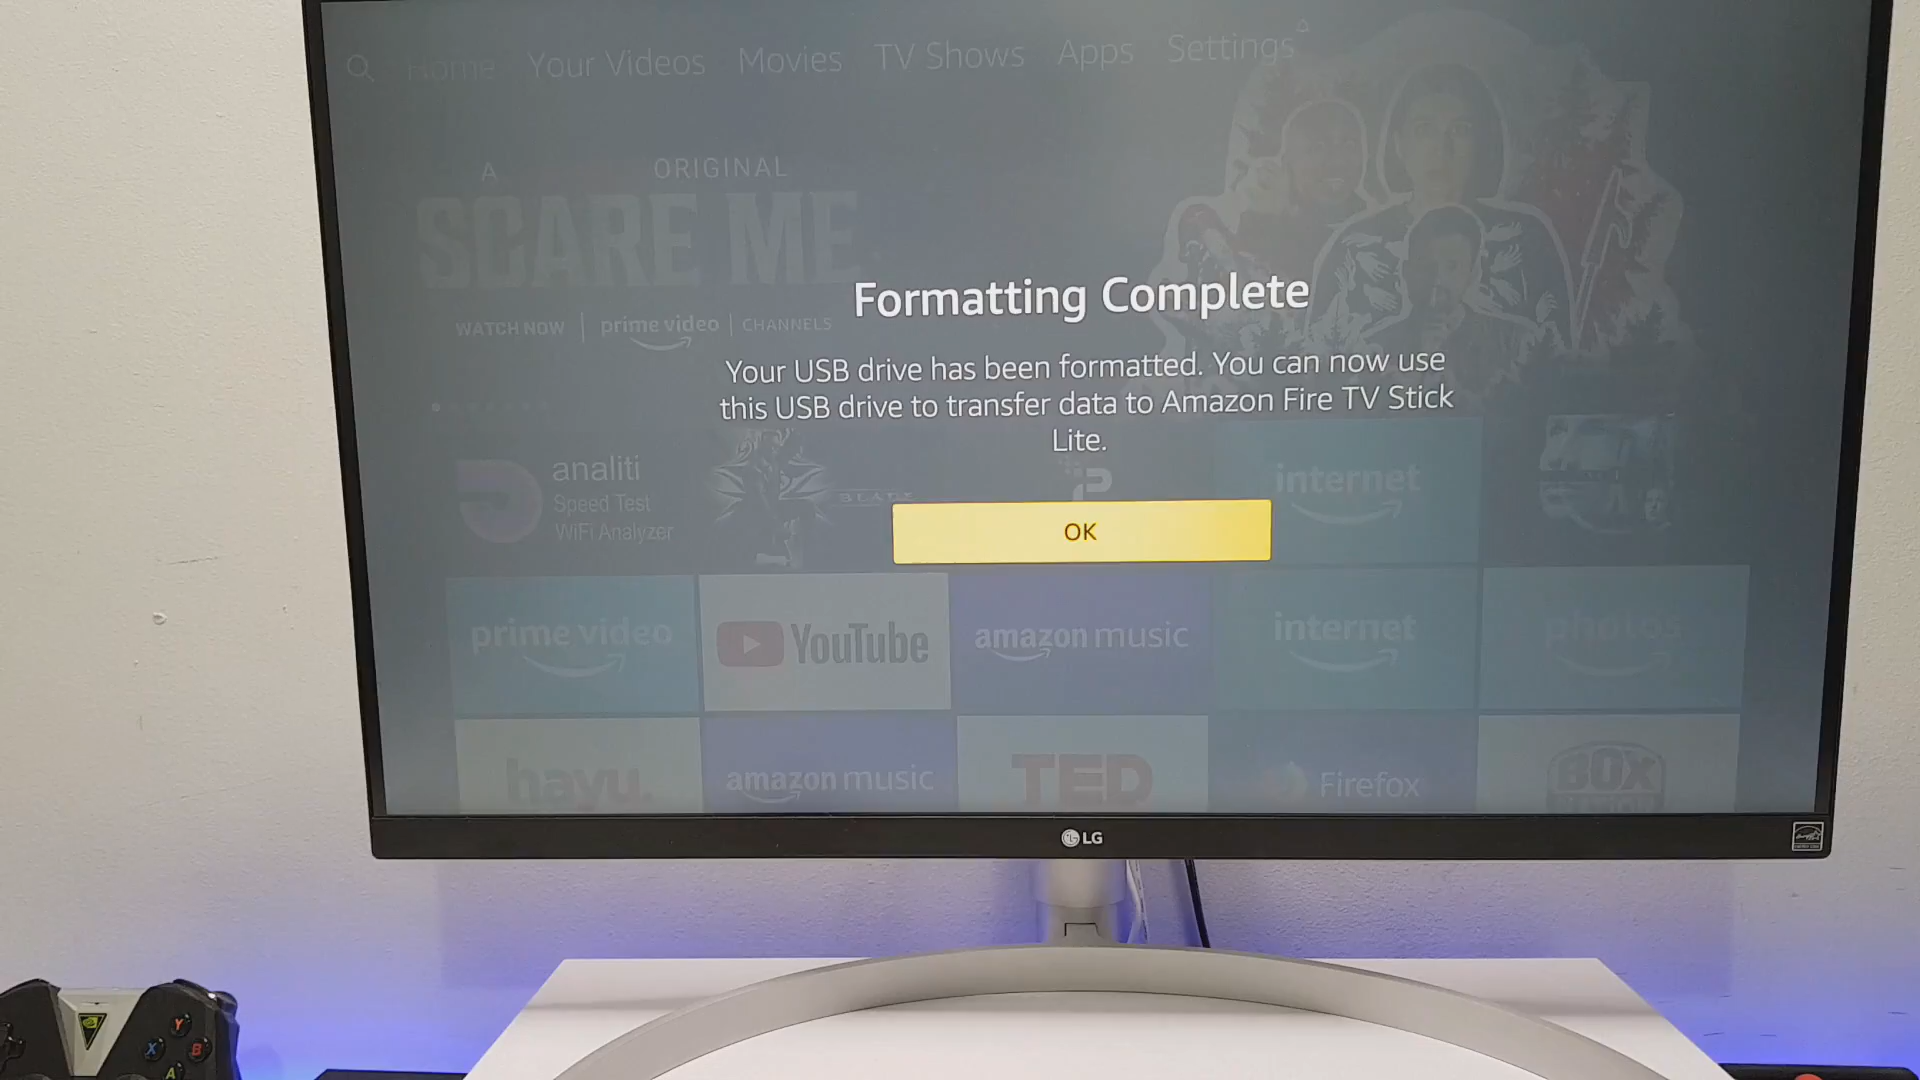 Home Your Videos Movies TV Shows Apps Settings
A ORIGINAL
SCARE ME
WATCH NOW prime video CHANNELS
Formatting Complete
Your USB drive has been formatted. You can now use
this USB drive to transfer data to Amazon Fire TV Stick
Lite.
OK
analiti
Speed Test
WiFi Analyzer
BLADE
internet
prime video
YouTube
amazon music
internet
photos
hayu.
amazon music
TED
Firefox
BOX
LG
Y
X
B
A